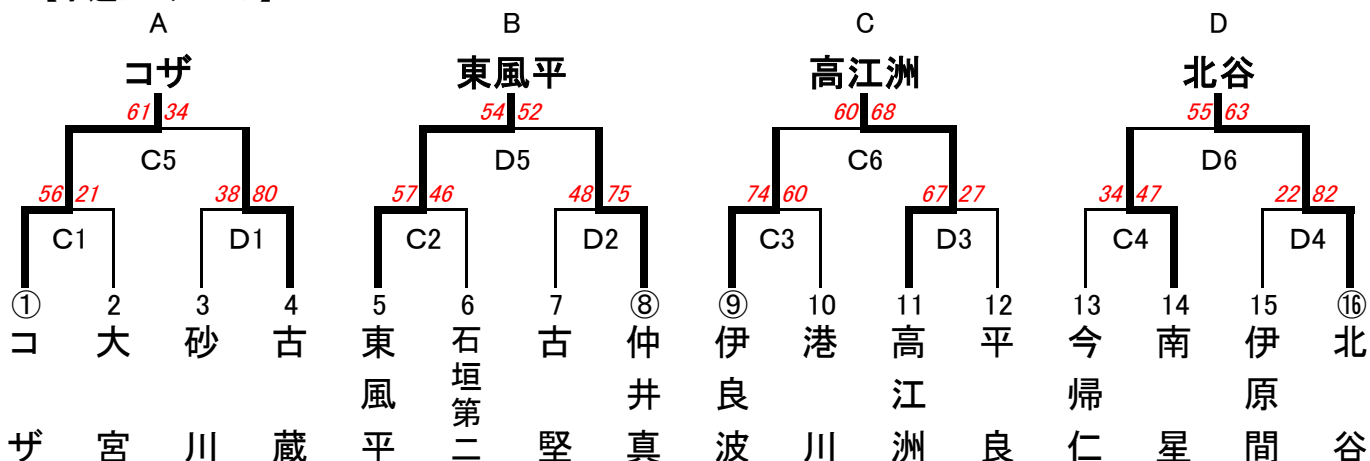 A B C D
コザ 東風平 高江洲 北谷
61 34 54 52 60 68 55 63
C5 D5 C6 D6
56 21 38 80 57 46 48 75 74 60 67 27 34 47 22 82
C1 D1 C2 D2 C3 D3 C4 D4
① 2 3 4 5 6 7 ⑧ ⑨ 10 11 12 13 14 15 ⑯
コザ 大宮 砂川 古蔵 東風平 石垣第二 古堅 仲井真 伊良波 港川 高江洲 平良 今帰仁 南星 伊原間 北谷